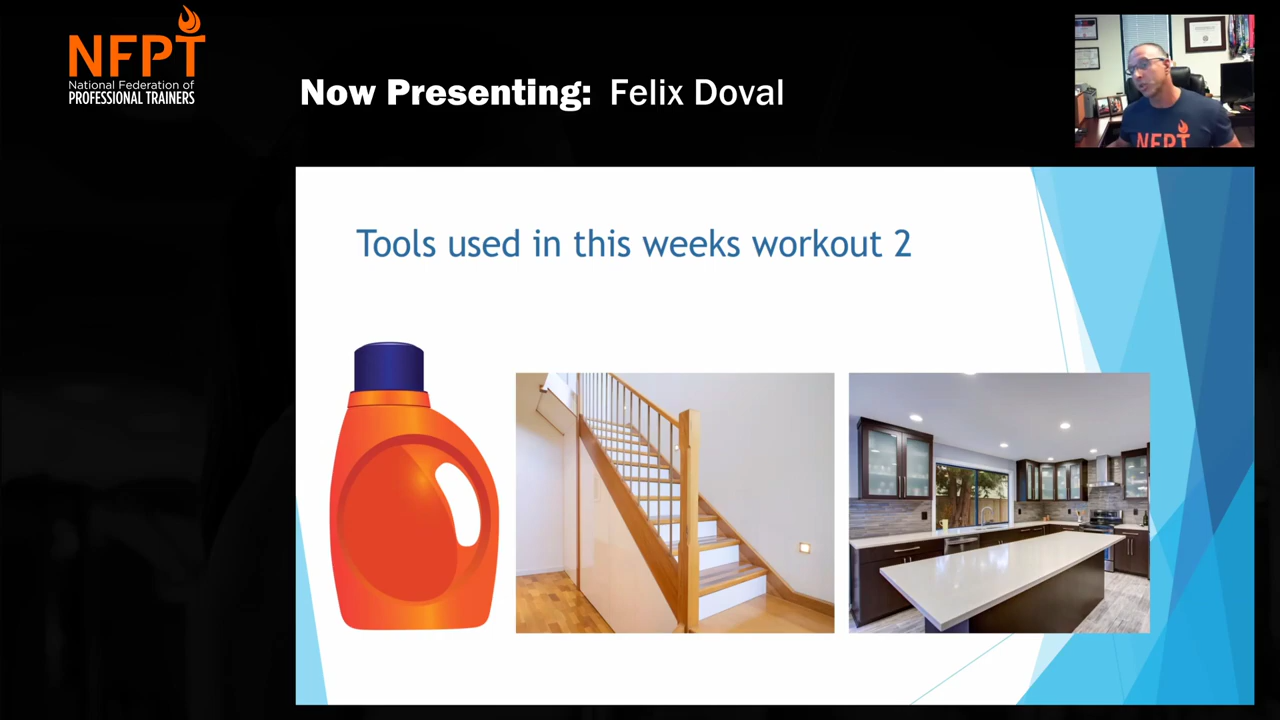 NFPT
National Federation of
PROFESSIONAL TRAINERS
Now Presenting: Felix Doval
NFPT
Tools used in this weeks workout 2